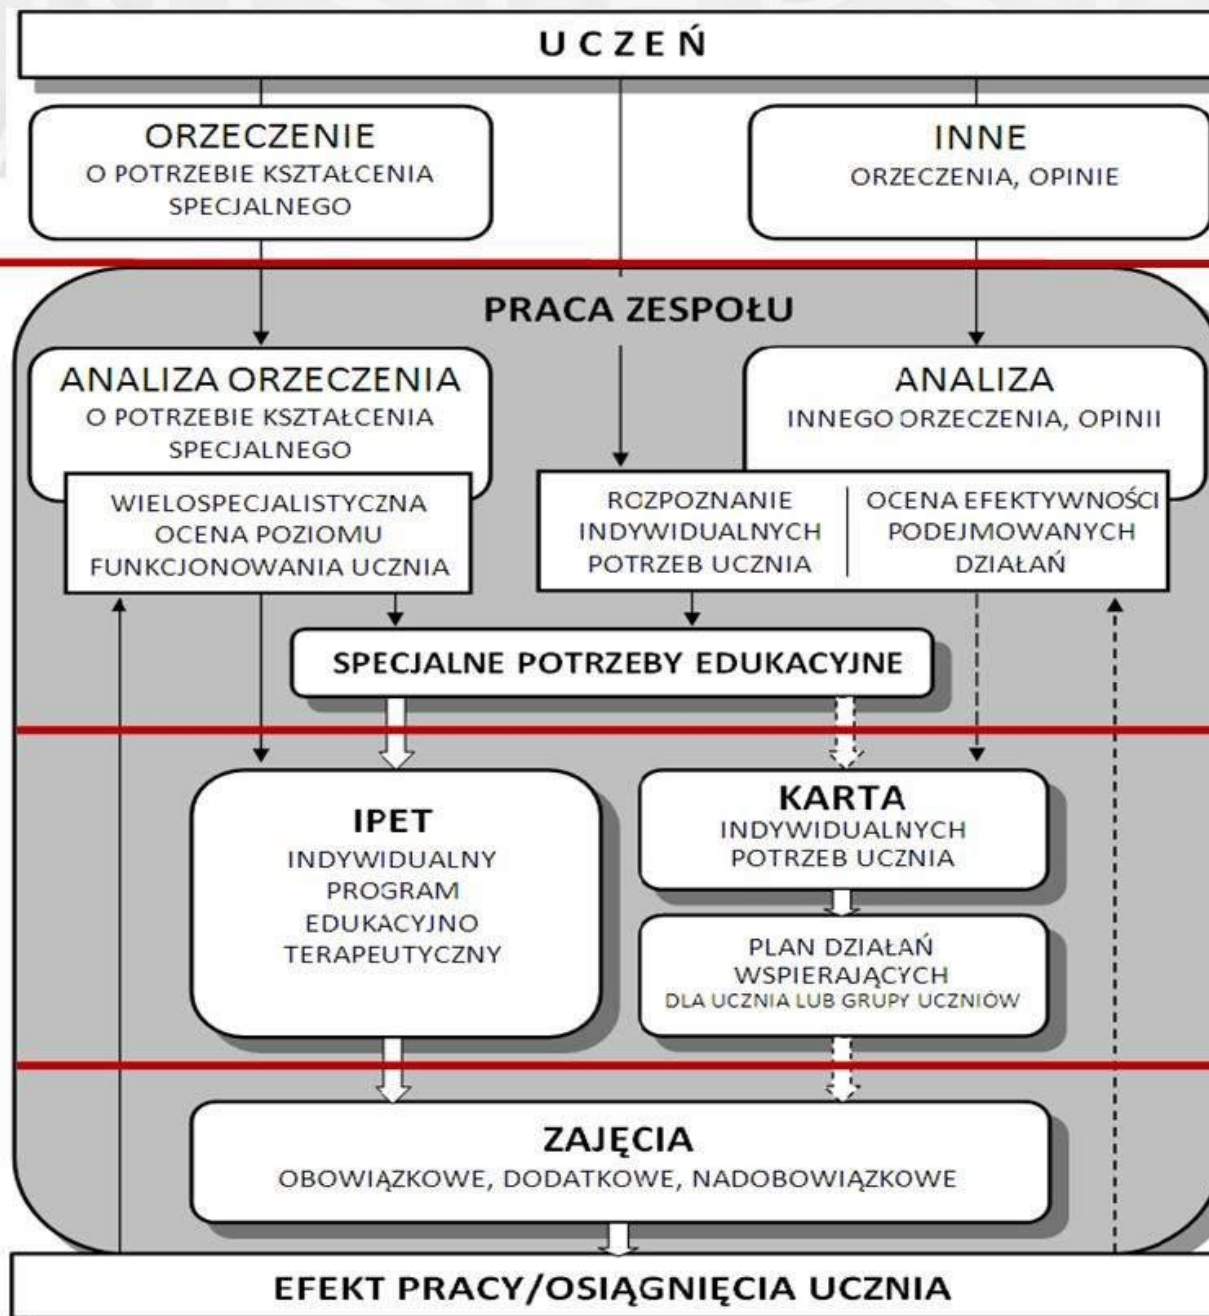 UCZEŃ
ORZECZENIE
O POTRZEBIE KSZTAŁCENIA
SPECJALNEGO
INNE
ORZECZENIA, OPINIE
PRACA ZESPOŁU
ANALIZA ORZECZENIA
O POTRZEBIE KSZTAŁCENIA
SPECJALNEGO
WIELOSPECJALISTYCZNA
OCENA POZIOMU
FUNKCJONOWANIA UCZNIA
ANALIZA
INNEGO ORZECZENIA, OPINII
ROZPOZNANIE
INDYWIDUALNYCH
POTRZEB UCZNIA
OCENA EFEKTYWNOŚCI
PODEJMOWANYCH
DZIAŁAŃ
SPECJALNE POTRZEBY EDUKACYJNE
IPET
INDYWIDUALNY
PROGRAM
EDUKACYJNO
TERAPEUTYCZNY
KARTA
INDYWIDUALNYCH
POTRZEB UCZNIA
PLAN DZIAŁAŃ
WSPIERAJĄCYCH
DLA UCZNIA LUB GRUPY UCZNIÓW
ZAJĘCIA
OBOWIĄZKOWE, DODATKOWE, NADOBOWIĄZKOWE
EFEKT PRACY/OSIĄGNIĘCIA UCZNIA